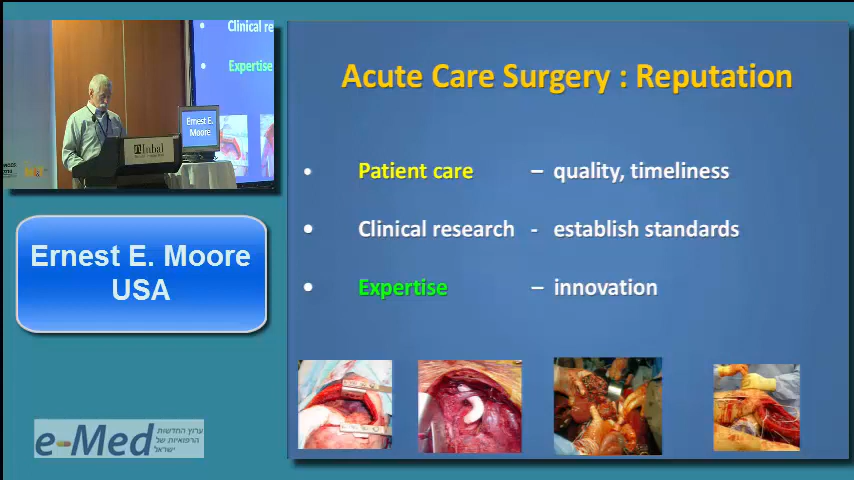 Clinical re
Expertise
Ernest E.
Moore
Ernest E. Moore
USA
e-Med
ערוץ החדשות
הרפואיות של
ישראל
Acute Care Surgery : Reputation
• Patient care – quality, timeliness
• Clinical research - establish standards
• Expertise – innovation